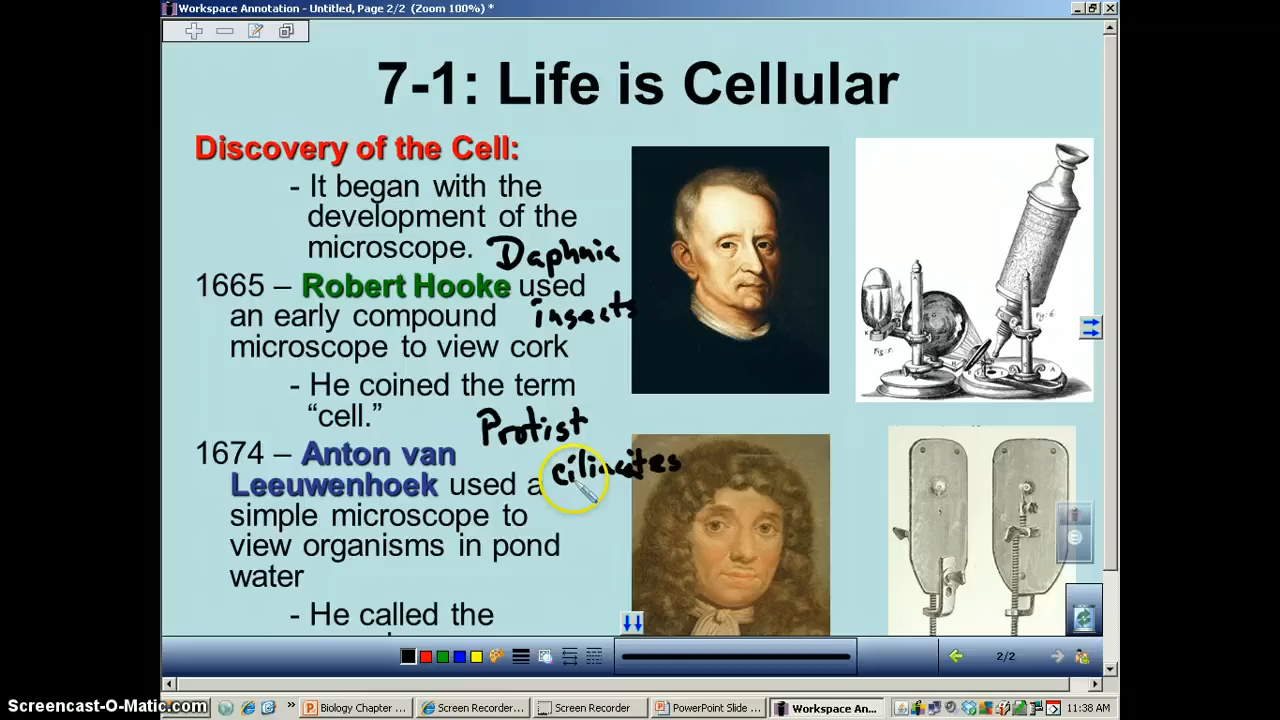 Workspace Annotation - Untitled, Page 2/2 (Zoom 100%) *
7-1: Life is Cellular
Discovery of the Cell:
- It began with the
development of the
microscope.
Daphnia
1665 – Robert Hooke used
an early compound
insects
microscope to view cork
- He coined the term
“cell.”
Protist
1674 – Anton van
ciliates
Leeuwenhoek used a
simple microscope to
view organisms in pond
water
- He called the
2/2
Screencast-O-Matic.com
Biology Chapter ...
Screen Recorder...
Screen Recorder
PowerPoint Slide ...
Workspace An...
11:38 AM